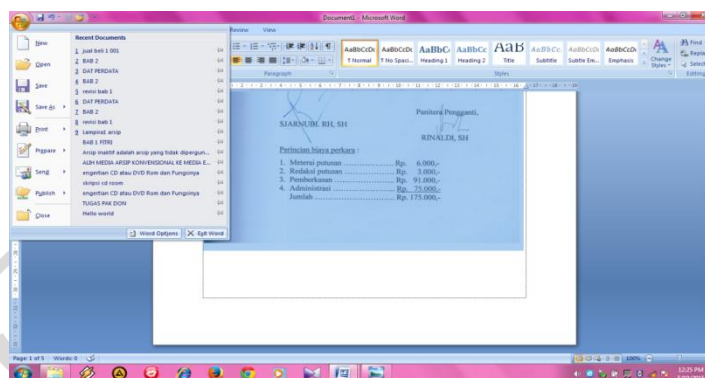 Document1 - Microsoft Word
Review View
New
Open
Save
Save As
Print
Prepare
Send
Publish
Close
Recent Documents
1 jual beli 1 001
2 BAB 2
3 DAT PERDATA
4 BAB 2
5 revisi bab 1
6 DAT PERDATA
7 BAB 2
8 revisi bab 1
9 Lampiral arsip
BAB 1 FITRI
Arsip inaktif adalah arsip yang tidak dipergun...
ALIH MEDIA ARSIP KONVENSIONAL KE MEDIA E...
engertian CD atau DVD Rom dan Fungsinya
skripsi cd room
engertian CD atau DVD Rom dan Fungsinya
TUGAS PAK DON
Hello world
Word Options
Exit Word
Paragraph
AaBbCcDc AaBbCcDc AaBbC AaBbCc AaB AaBbCc. AaBbCcDc AaBbCcDc
¶ Normal ¶ No Spaci... Heading 1 Heading 2 Title Subtitle Subtle Em... Emphasis
Styles
Change Styles
Find
Editing
Panitera Pengganti,
SJARNUBI. RH, SH
RINALDI, SH
Perincian biaya perkara :
1. Meterai putusan .................... Rp. 6.000,-
2. Redaksi putusan .................... Rp. 3.000,-
3. Pemberkasan .................... Rp. 91.000,-
4. Administrasi .................... Rp. 75.000,-
Jumlah .................... Rp. 175.000,-
Page: 1 of 5 Words: 0
100%
12:25 PM